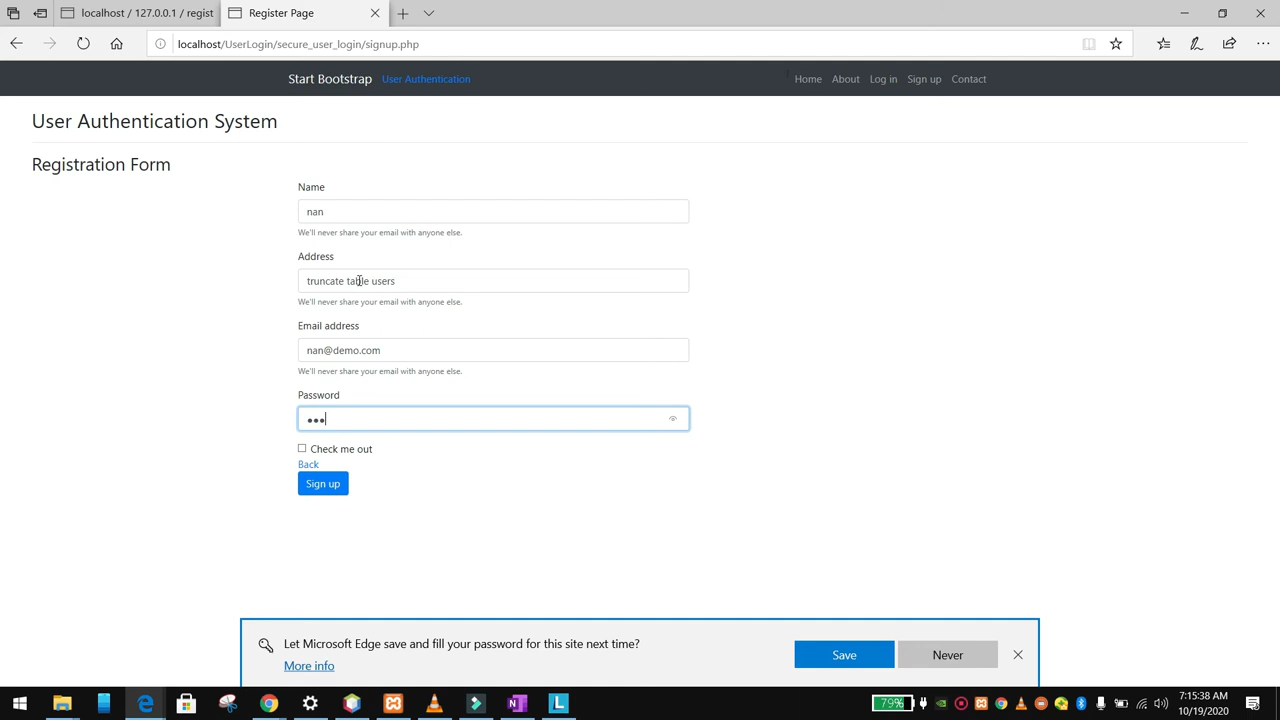 localhost / 127.0.0.1 / regist
Register Page
localhost/UserLogin/secure_user_login/signup.php
Start Bootstrap User Authentication Home About Log in Sign up Contact
User Authentication System
Registration Form
Name
nan
We'll never share your email with anyone else.
Address
truncate table users
We'll never share your email with anyone else.
Email address
nan@demo.com
We'll never share your email with anyone else.
Password
Check me out
Back
Sign up
Let Microsoft Edge save and fill your password for this site next time?
More info
Save
Never
79%
7:15:38 AM
10/19/2020